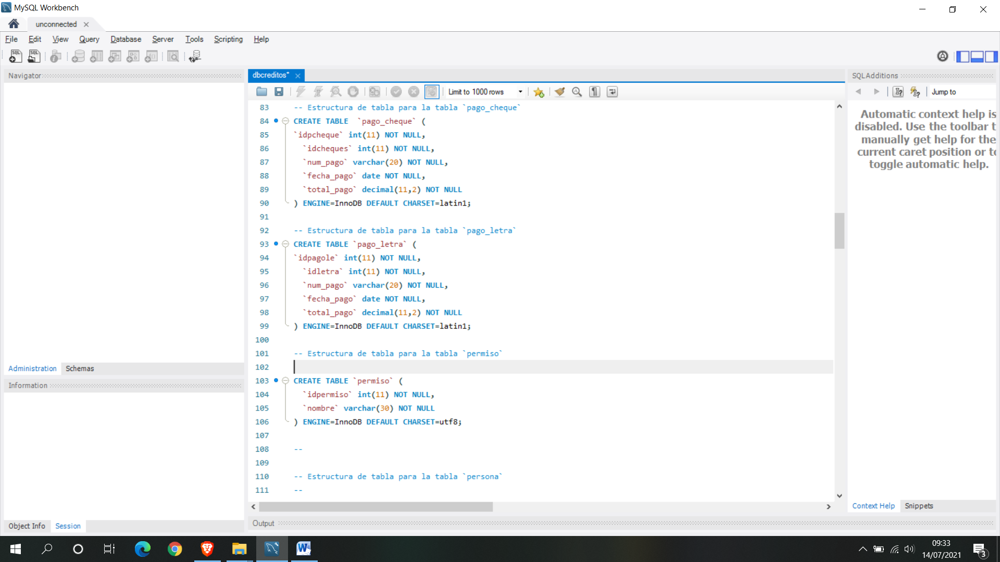 MySQL Workbench
unconnected
File Edit View Query Database Server Tools Scripting Help
Navigator
dbcreditos*
SQLAdditions
Limit to 1000 rows
Jump to
83 -- Estructura de tabla para la tabla `pago_cheque`
84 CREATE TABLE  `pago_cheque` (
85 `idpcheque` int(11) NOT NULL,
86 `idcheques` int(11) NOT NULL,
87 `num_pago` varchar(20) NOT NULL,
88 `fecha_pago` date NOT NULL,
89 `total_pago` decimal(11,2) NOT NULL
90 ) ENGINE=InnoDB DEFAULT CHARSET=latin1;
91
92 -- Estructura de tabla para la tabla `pago_letra`
93 CREATE TABLE `pago_letra` (
94 `idpagole` int(11) NOT NULL,
95 `idletra` int(11) NOT NULL,
96 `num_pago` varchar(20) NOT NULL,
97 `fecha_pago` date NOT NULL,
98 `total_pago` decimal(11,2) NOT NULL
99 ) ENGINE=InnoDB DEFAULT CHARSET=latin1;
100
101 -- Estructura de tabla para la tabla `permiso`
102
103 CREATE TABLE `permiso` (
104 `idpermiso` int(11) NOT NULL,
105 `nombre` varchar(30) NOT NULL
106 ) ENGINE=InnoDB DEFAULT CHARSET=utf8;
107
108 --
109
110 -- Estructura de tabla para la tabla `persona`
111 --
Automatic context help is
disabled. Use the toolbar t
manually get help for the
current caret position or to
toggle automatic help.
Administration Schemas
Information
Context Help Snippets
Object Info Session
Output
09:33
14/07/2021
3